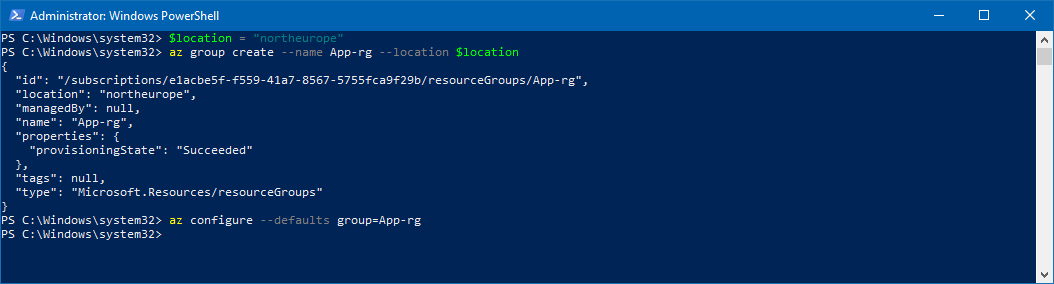 Administrator: Windows PowerShell
PS C:\Windows\system32> $location = "northeurope"
PS C:\Windows\system32> az group create --name App-rg --location $location
{
  "id": "/subscriptions/e1acbe5f-f559-41a7-8567-5755fca9f29b/resourceGroups/App-rg",
  "location": "northeurope",
  "managedBy": null,
  "name": "App-rg",
  "properties": {
    "provisioningState": "Succeeded"
  },
  "tags": null,
  "type": "Microsoft.Resources/resourceGroups"
}
PS C:\Windows\system32> az configure --defaults group=App-rg
PS C:\Windows\system32>